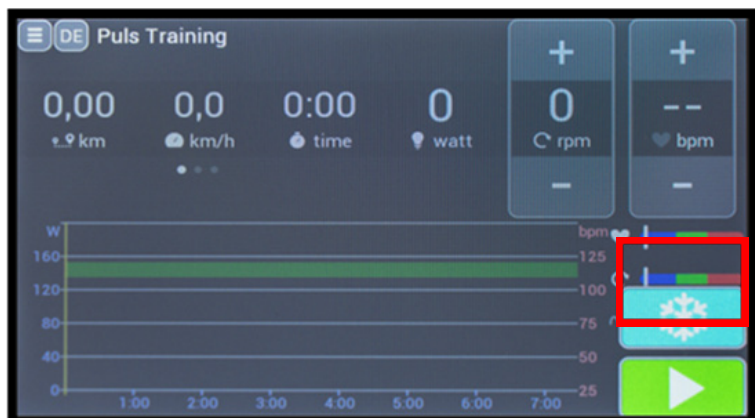 DE Puls Training
+ +
0,00 0,0 0:00 0 0 --
km km/h time watt rpm bpm
- -
W bpm
160 125
120 100
80 75
40 50
0 25
1:00 2:00 3:00 4:00 5:00 6:00 7:00